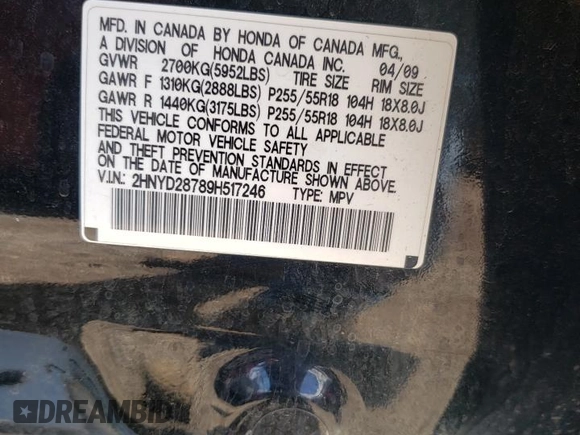 MFD. IN CANADA BY HONDA OF CANADA MFG.,
A DIVISION OF HONDA CANADA INC. 04/09
GVWR 2700KG(5952LBS) TIRE SIZE RIM SIZE
GAWR F 1310KG(2888LBS) P255/55R18 104H 18X8.0J
GAWR R 1440KG(3175LBS) P255/55R18 104H 18X8.0J
THIS VEHICLE CONFORMS TO ALL APPLICABLE
FEDERAL MOTOR VEHICLE SAFETY
AND THEFT PREVENTION STANDARDS IN EFFECT
ON THE DATE OF MANUFACTURE SHOWN ABOVE.
V.I.N.: 2HNYD28789H517246 TYPE: MPV
DREAMBID